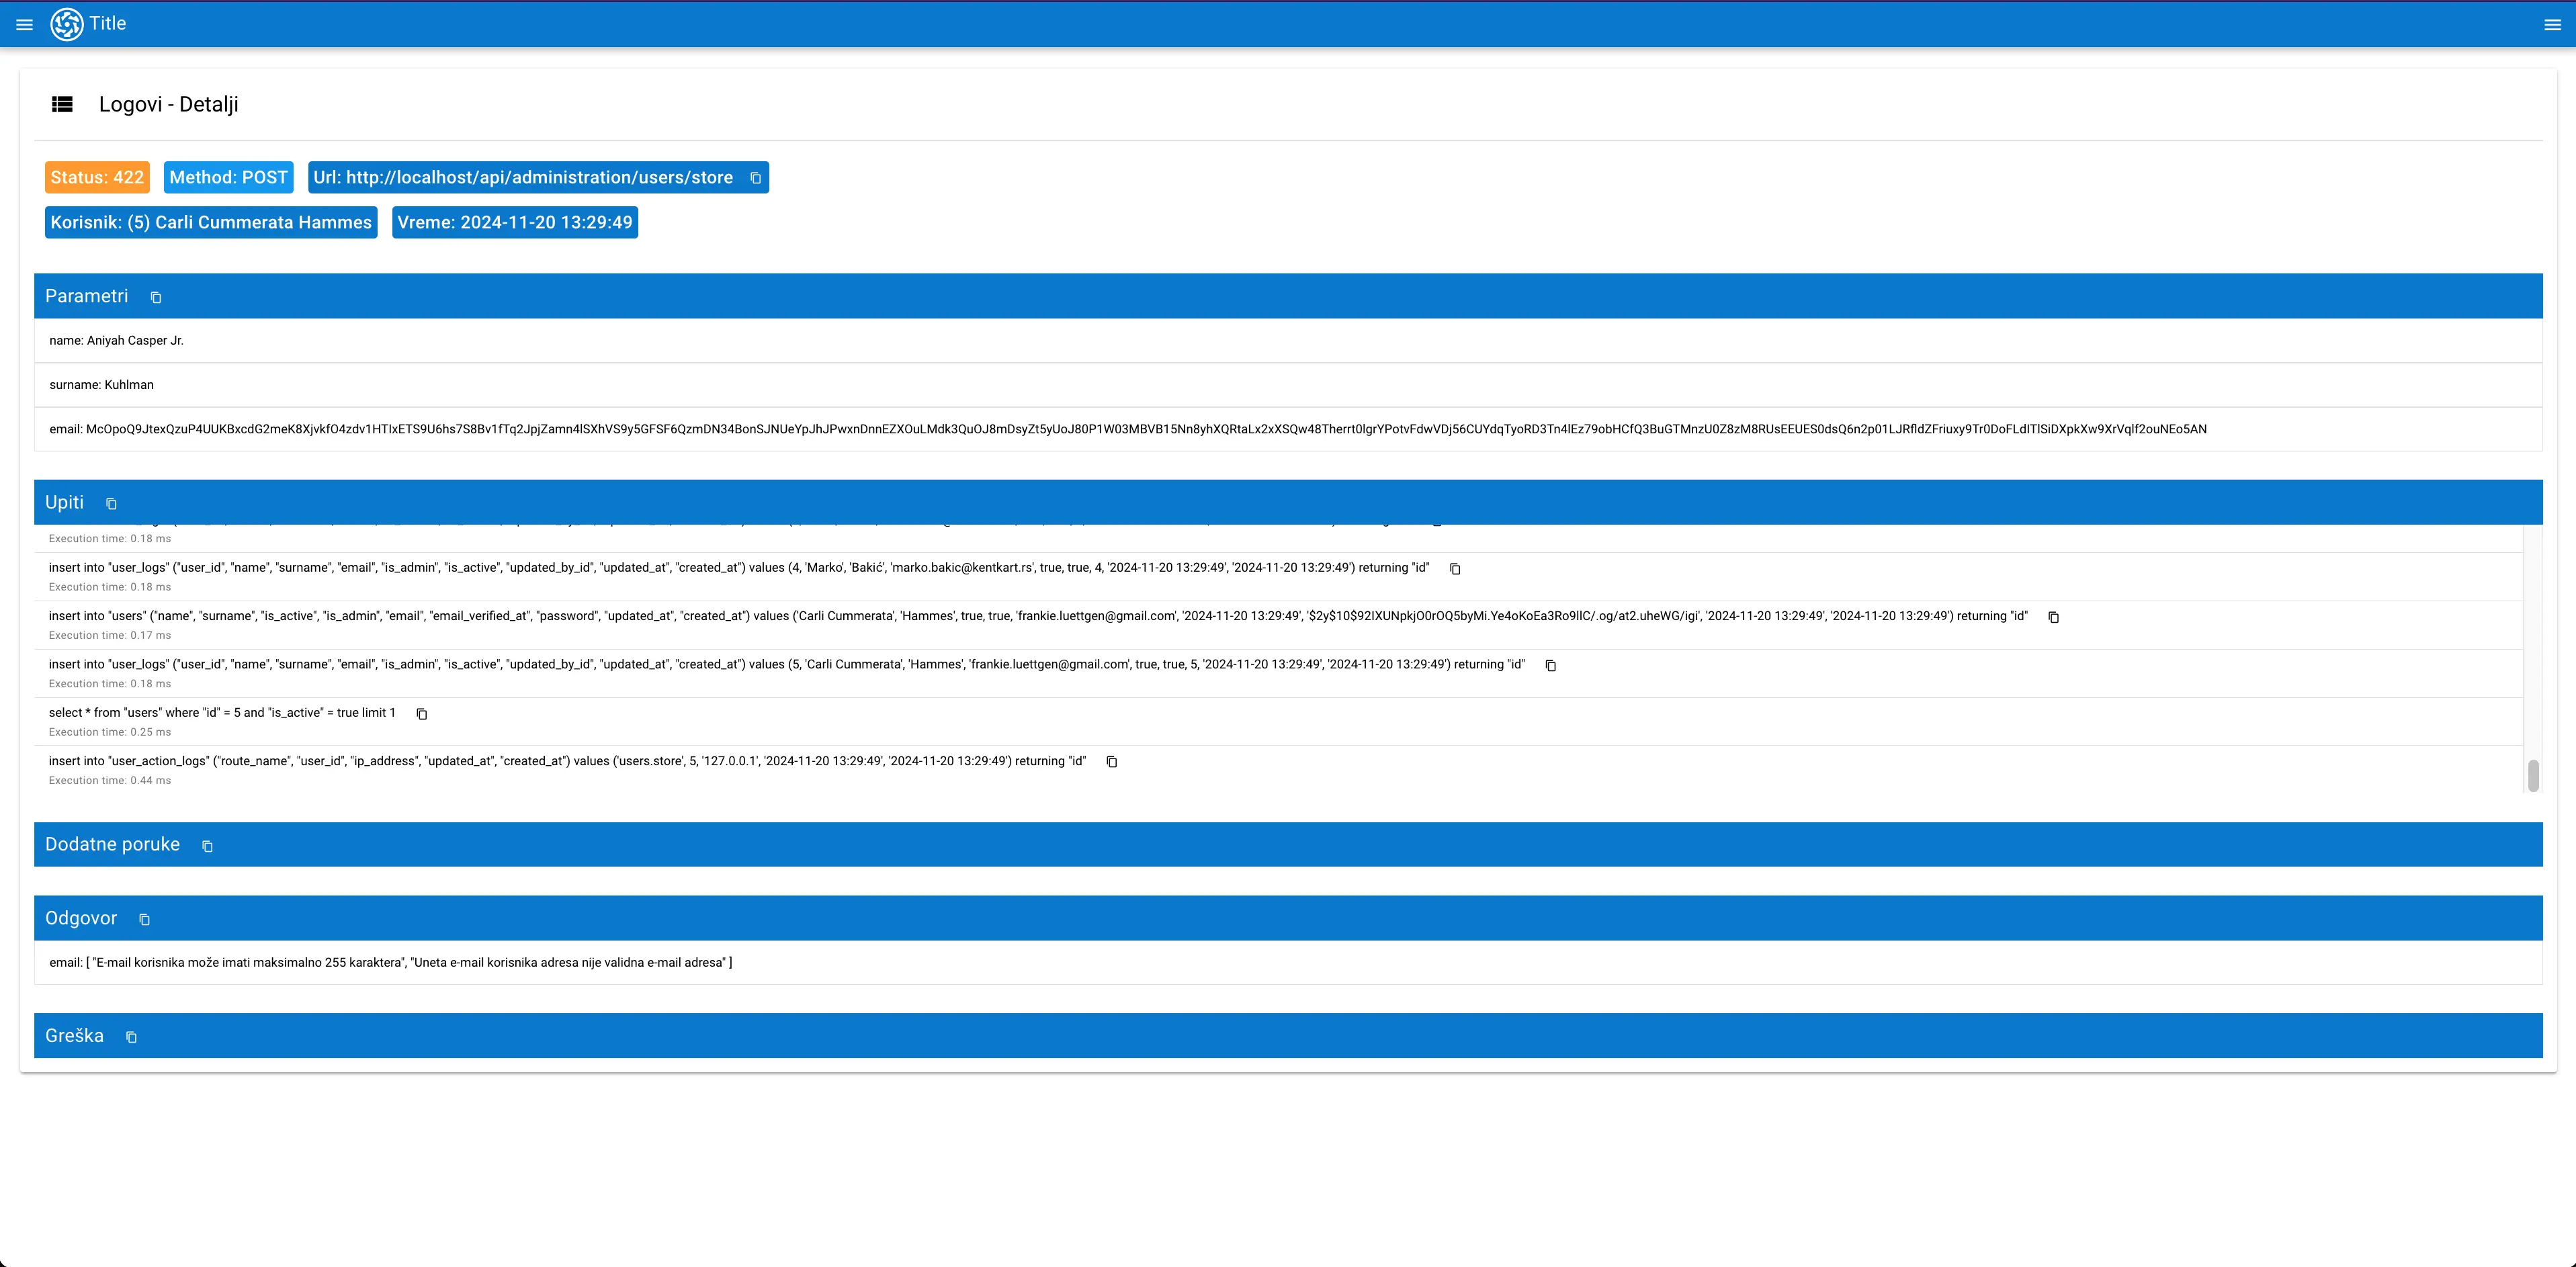 Title
Logovi - Detalji
Status: 422 Method: POST Url: http://localhost/api/administration/users/store
Korisnik: (5) Carli Cummerata Hammes Vreme: 2024-11-20 13:29:49
Parametri
name: Aniyah Casper Jr.
surname: Kuhlman
email:
Upiti
Execution time: 0.18 ms
insert into "user_logs" ("user_id", "name", "surname", "email", "is_admin", "is_active", "updated_by_id", "updated_at", "created_at") values (4, 'Marko', 'Bakić', 'marko.bakic@kentkart.rs', true, true, 4, '2024-11-20 13:29:49', '2024-11-20 13:29:49') returning "id"
Execution time: 0.18 ms
insert into "users" ("name", "surname", "is_active", "is_admin", "email", "email_verified_at", "password", "updated_at", "created_at") values ('Carli Cummerata', 'Hammes', true, true, 'frankie.luettgen@gmail.com', '2024-11-20 13:29:49', '$2y$10$92IXUNpkjO0rOQ5byMi.Ye4oKoEa3Ro9llC/.og/at2.uheWG/igi', '2024-11-20 13:29:49', '2024-11-20 13:29:49') returning "id"
Execution time: 0.17 ms
insert into "user_logs" ("user_id", "name", "surname", "email", "is_admin", "is_active", "updated_by_id", "updated_at", "created_at") values (5, 'Carli Cummerata', 'Hammes', 'frankie.luettgen@gmail.com', true, true, 5, '2024-11-20 13:29:49', '2024-11-20 13:29:49') returning "id"
Execution time: 0.18 ms
select * from "users" where "id" = 5 and "is_active" = true limit 1
Execution time: 0.25 ms
insert into "user_action_logs" ("route_name", "user_id", "ip_address", "updated_at", "created_at") values ('users.store', 5, '127.0.0.1', '2024-11-20 13:29:49', '2024-11-20 13:29:49') returning "id"
Execution time: 0.44 ms
Dodatne poruke
Odgovor
email: [ "E-mail korisnika može imati maksimalno 255 karaktera", "Uneta e-mail korisnika adresa nije validna e-mail adresa" ]
Greška